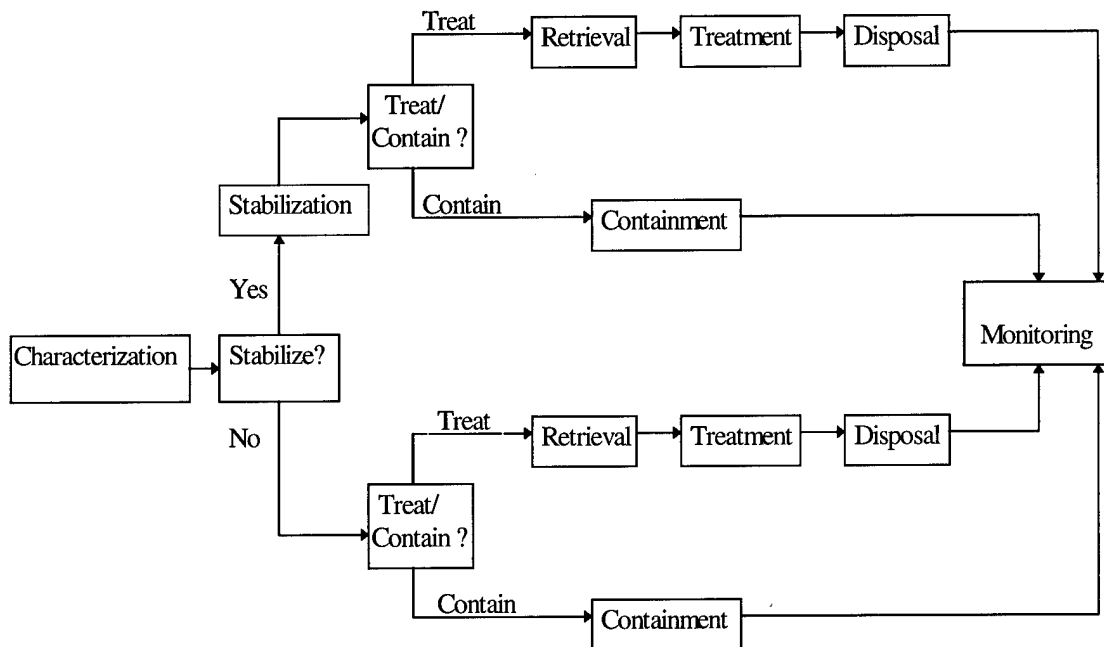 Treat
Retrieval
Treatment
Disposal
Treat/
Contain ?
Stabilization
Contain
Containment
Yes
Monitoring
Characterization
Stabilize?
No
Treat
Retrieval
Treatment
Disposal
Treat/
Contain ?
Contain
Containment